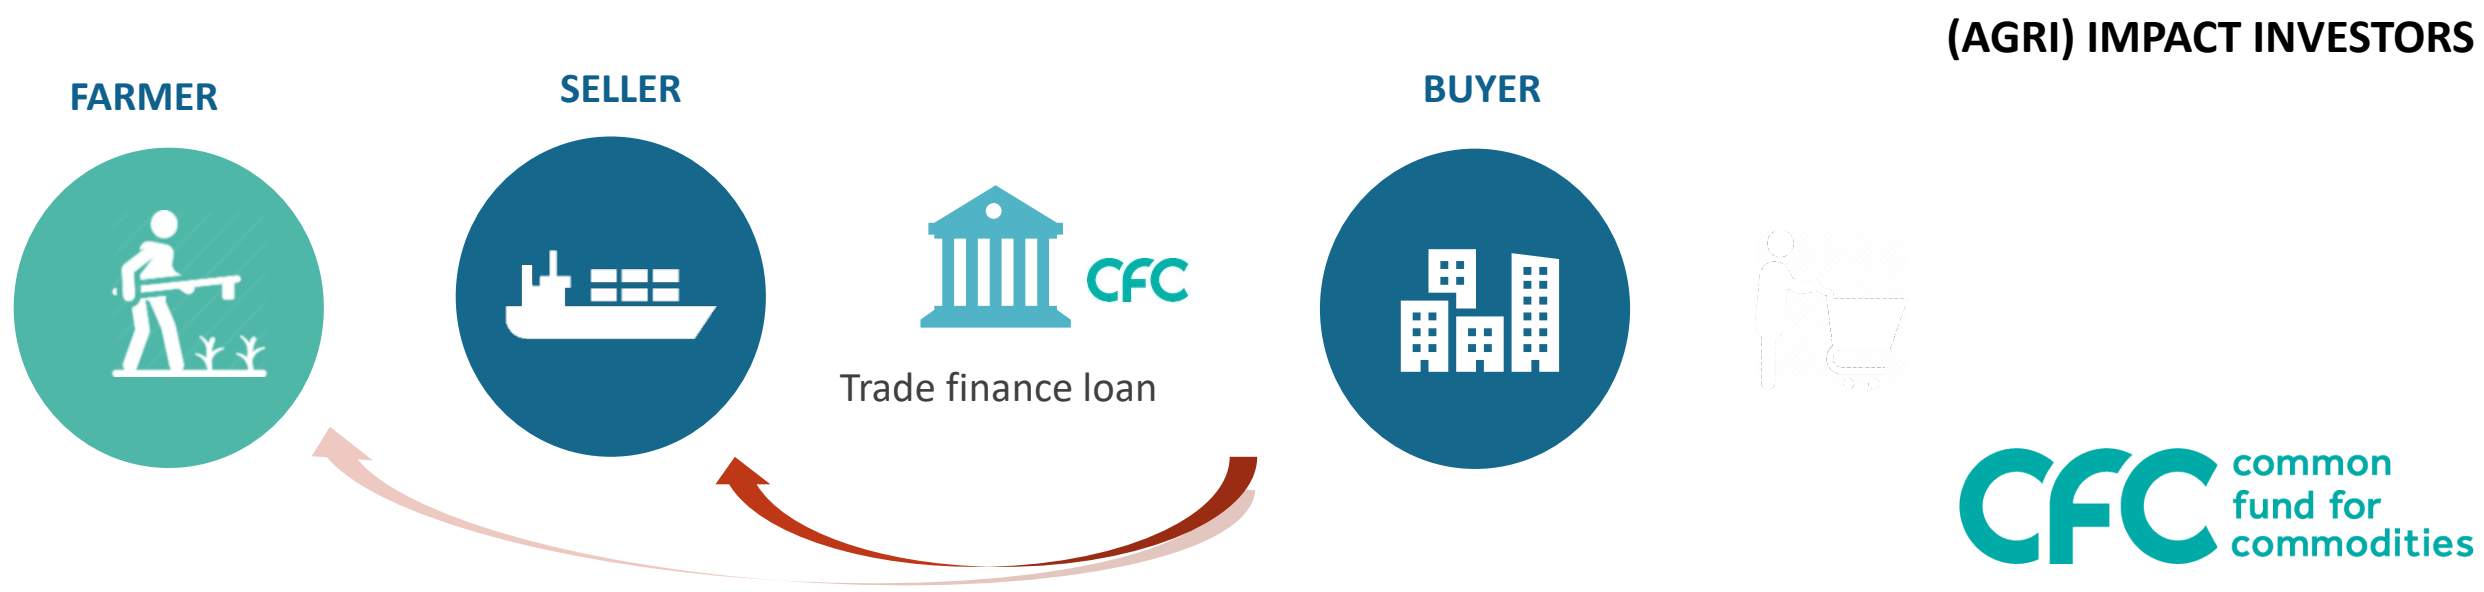 (AGRI) IMPACT INVESTORS
FARMER
SELLER
BUYER
CFC
Trade finance loan
CFC
common
fund for
commodities